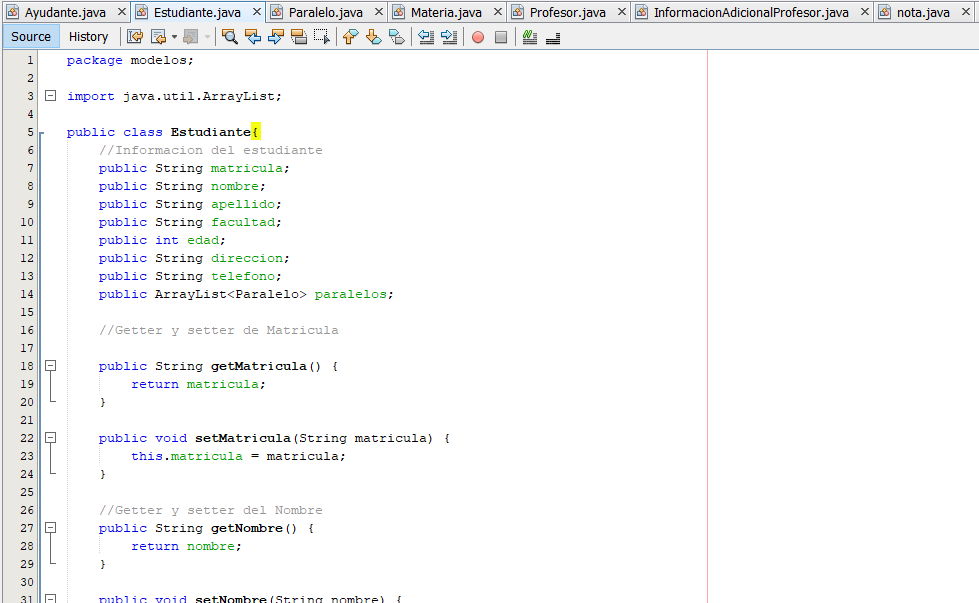 Ayudante.java Estudiante.java Paralelo.java Materia.java Profesor.java InformacionAdicionalProfesor.java nota.java
Source History
1 package modelos;
2
3 import java.util.ArrayList;
4
5 public class Estudiante{
6 //Informacion del estudiante
7 public String matricula;
8 public String nombre;
9 public String apellido;
10 public String facultad;
11 public int edad;
12 public String direccion;
13 public String telefono;
14 public ArrayList<Paralelo> paralelos;
15
16 //Getter y setter de Matricula
17
18 public String getMatricula() {
19 return matricula;
20 }
21
22 public void setMatricula(String matricula) {
23 this.matricula = matricula;
24 }
25
26 //Getter y setter del Nombre
27 public String getNombre() {
28 return nombre;
29 }
30
31 public void setNombre(String nombre) {